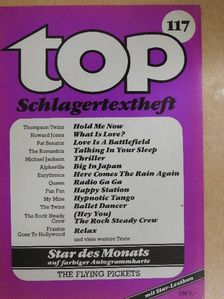 117
top
Schlagertextheft
Thompson Twins Hold Me Now
Howard Jones What Is Love?
Pat Benatar Love Is A Battlefield
The Romantics Talking In Your Sleep
Michael Jackson Thriller
Alphaville Big In Japan
Eurythmics Here Comes The Rain Again
Queen Radio Ga Ga
Fun Fun Happy Station
My Mine Hypnotic Tango
The Twins Ballet Dancer
The Rock Steady (Hey You)
Crew The Rock Steady Crew
Frankie Relax
Goes To Hollywood
und viele weitere Texte
Star des Monats
auf farbiger Autogrammkarte
THE FLYING PICKETS
mit Star-Lexikon